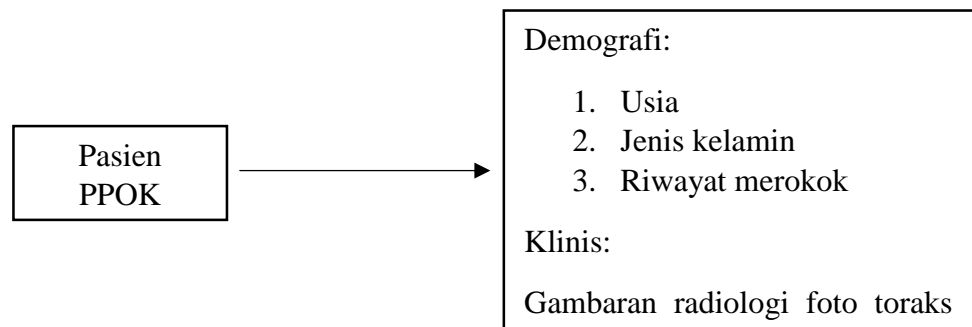 Pasien
PPOK
Demografi:
1. Usia
2. Jenis kelamin
3. Riwayat merokok
Klinis:
Gambaran radiologi foto toraks